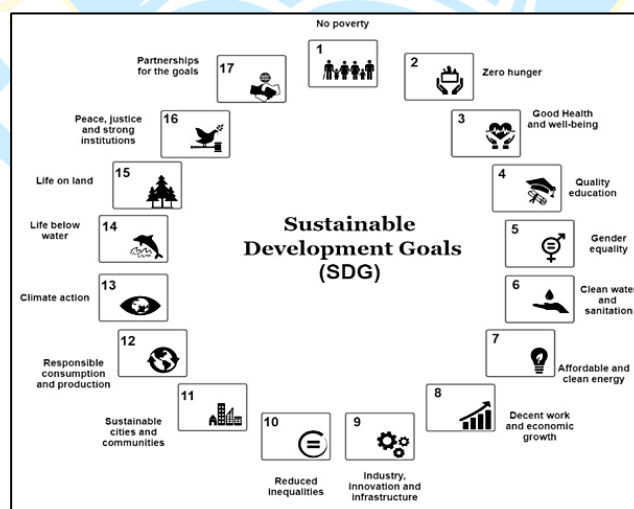 1
No poverty
2
Zero hunger
3
Good Health
and well-being
4
Quality
education
5
Gender
equality
6
Clean water
and
sanitation
7
Affordable and
clean energy
8
Decent work
and economic
growth
9
Industry,
innovation and
infrastructure
10
Reduced
inequalities
11
Sustainable
cities and
communities
12
Responsible
consumption
and production
13
Climate action
14
Life below
water
15
Life on land
16
Peace, justice
and strong
institutions
17
Partnerships
for the goals
Sustainable
Development Goals
(SDG)